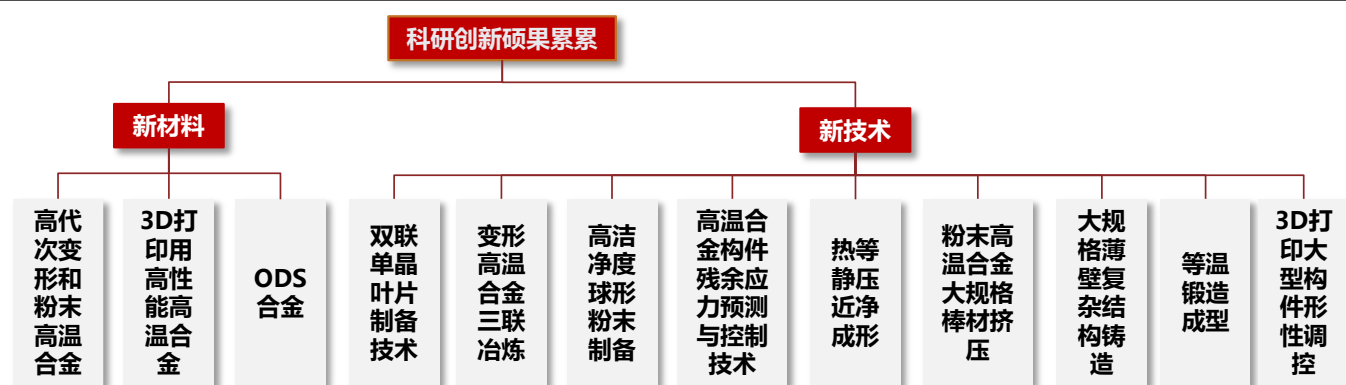 科研创新硕果累累
新材料
新技术
高代
次变
形和
粉末
高温
合金
3D打
印用
高性
能高
温合
金
ODS
合金
双联
单晶
叶片
制备
技术
变形
高温
合金
三联
冶炼
高洁
净度
球形
粉末
制备
高温合
金构件
残余应
力预测
与控制
技术
热等
静压
近净
成形
粉末高
温合金
大规格
棒材挤
压
大规
格薄
壁复
杂结
构铸
造
等温
锻造
成型
3D打
印大
型构
件形
性调
控